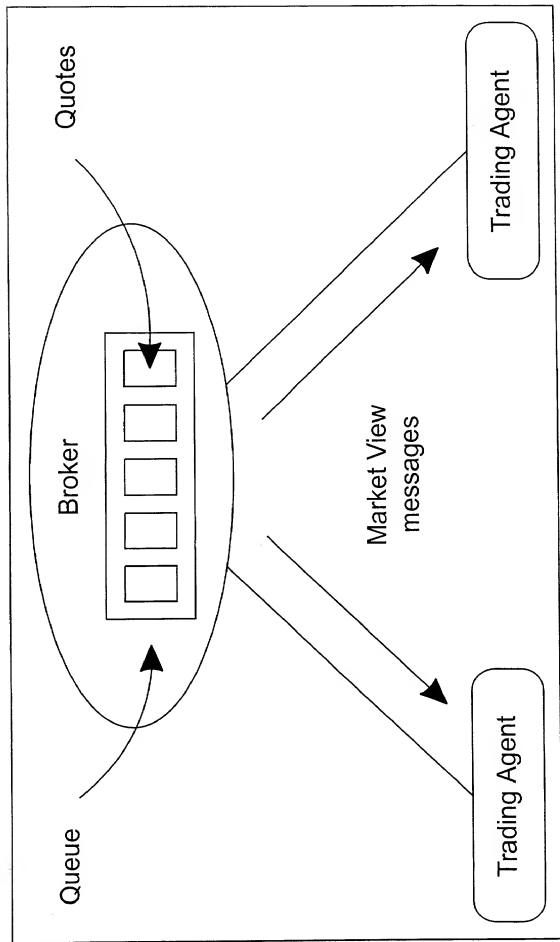 Queue
Broker
Quotes
Market View
messages
Trading Agent
Trading Agent